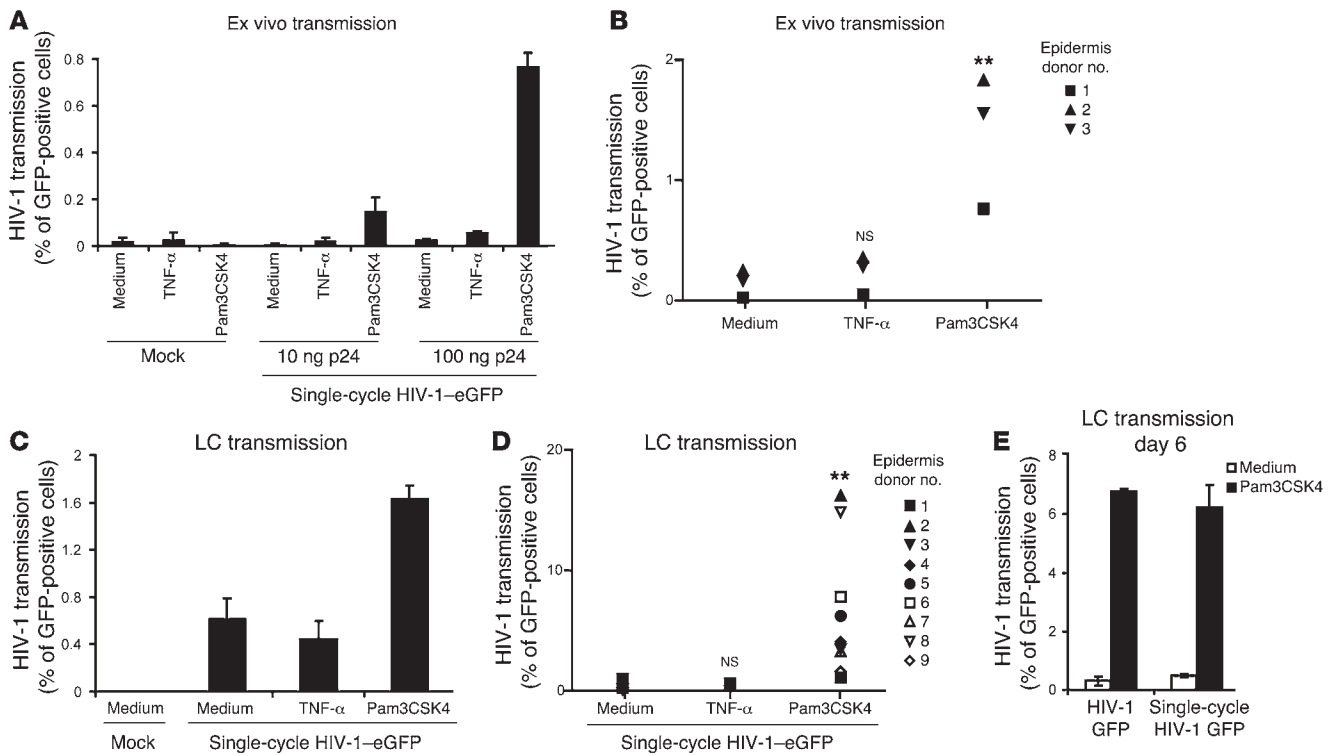 A
Ex vivo transmission
HIV-1 transmission
(% of GFP-positive cells)
0.8
0.6
0.4
0.2
0
Medium
TNF-α
Pam3CSK4
Medium
TNF-α
Pam3CSK4
Medium
TNF-α
Pam3CSK4
Mock
10 ng p24
100 ng p24
Single-cycle HIV-1–eGFP
B
Ex vivo transmission
HIV-1 transmission
(% of GFP-positive cells)
2
1
0
NS
**
Medium
TNF-α
Pam3CSK4
Epidermis
donor no.
1
2
3
C
LC transmission
HIV-1 transmission
(% of GFP-positive cells)
2
1.6
1.2
0.8
0.4
0
Medium
Medium
TNF-α
Pam3CSK4
Mock
Single-cycle HIV-1–eGFP
D
LC transmission
HIV-1 transmission
(% of GFP-positive cells)
20
10
0
NS
**
Medium
TNF-α
Pam3CSK4
Single-cycle HIV-1–eGFP
Epidermis
donor no.
1
2
3
4
5
6
7
8
9
E
LC transmission
day 6
HIV-1 transmission
(% of GFP-positive cells)
8
6
4
2
0
Medium
Pam3CSK4
HIV-1
GFP
Single-cycle
HIV-1 GFP